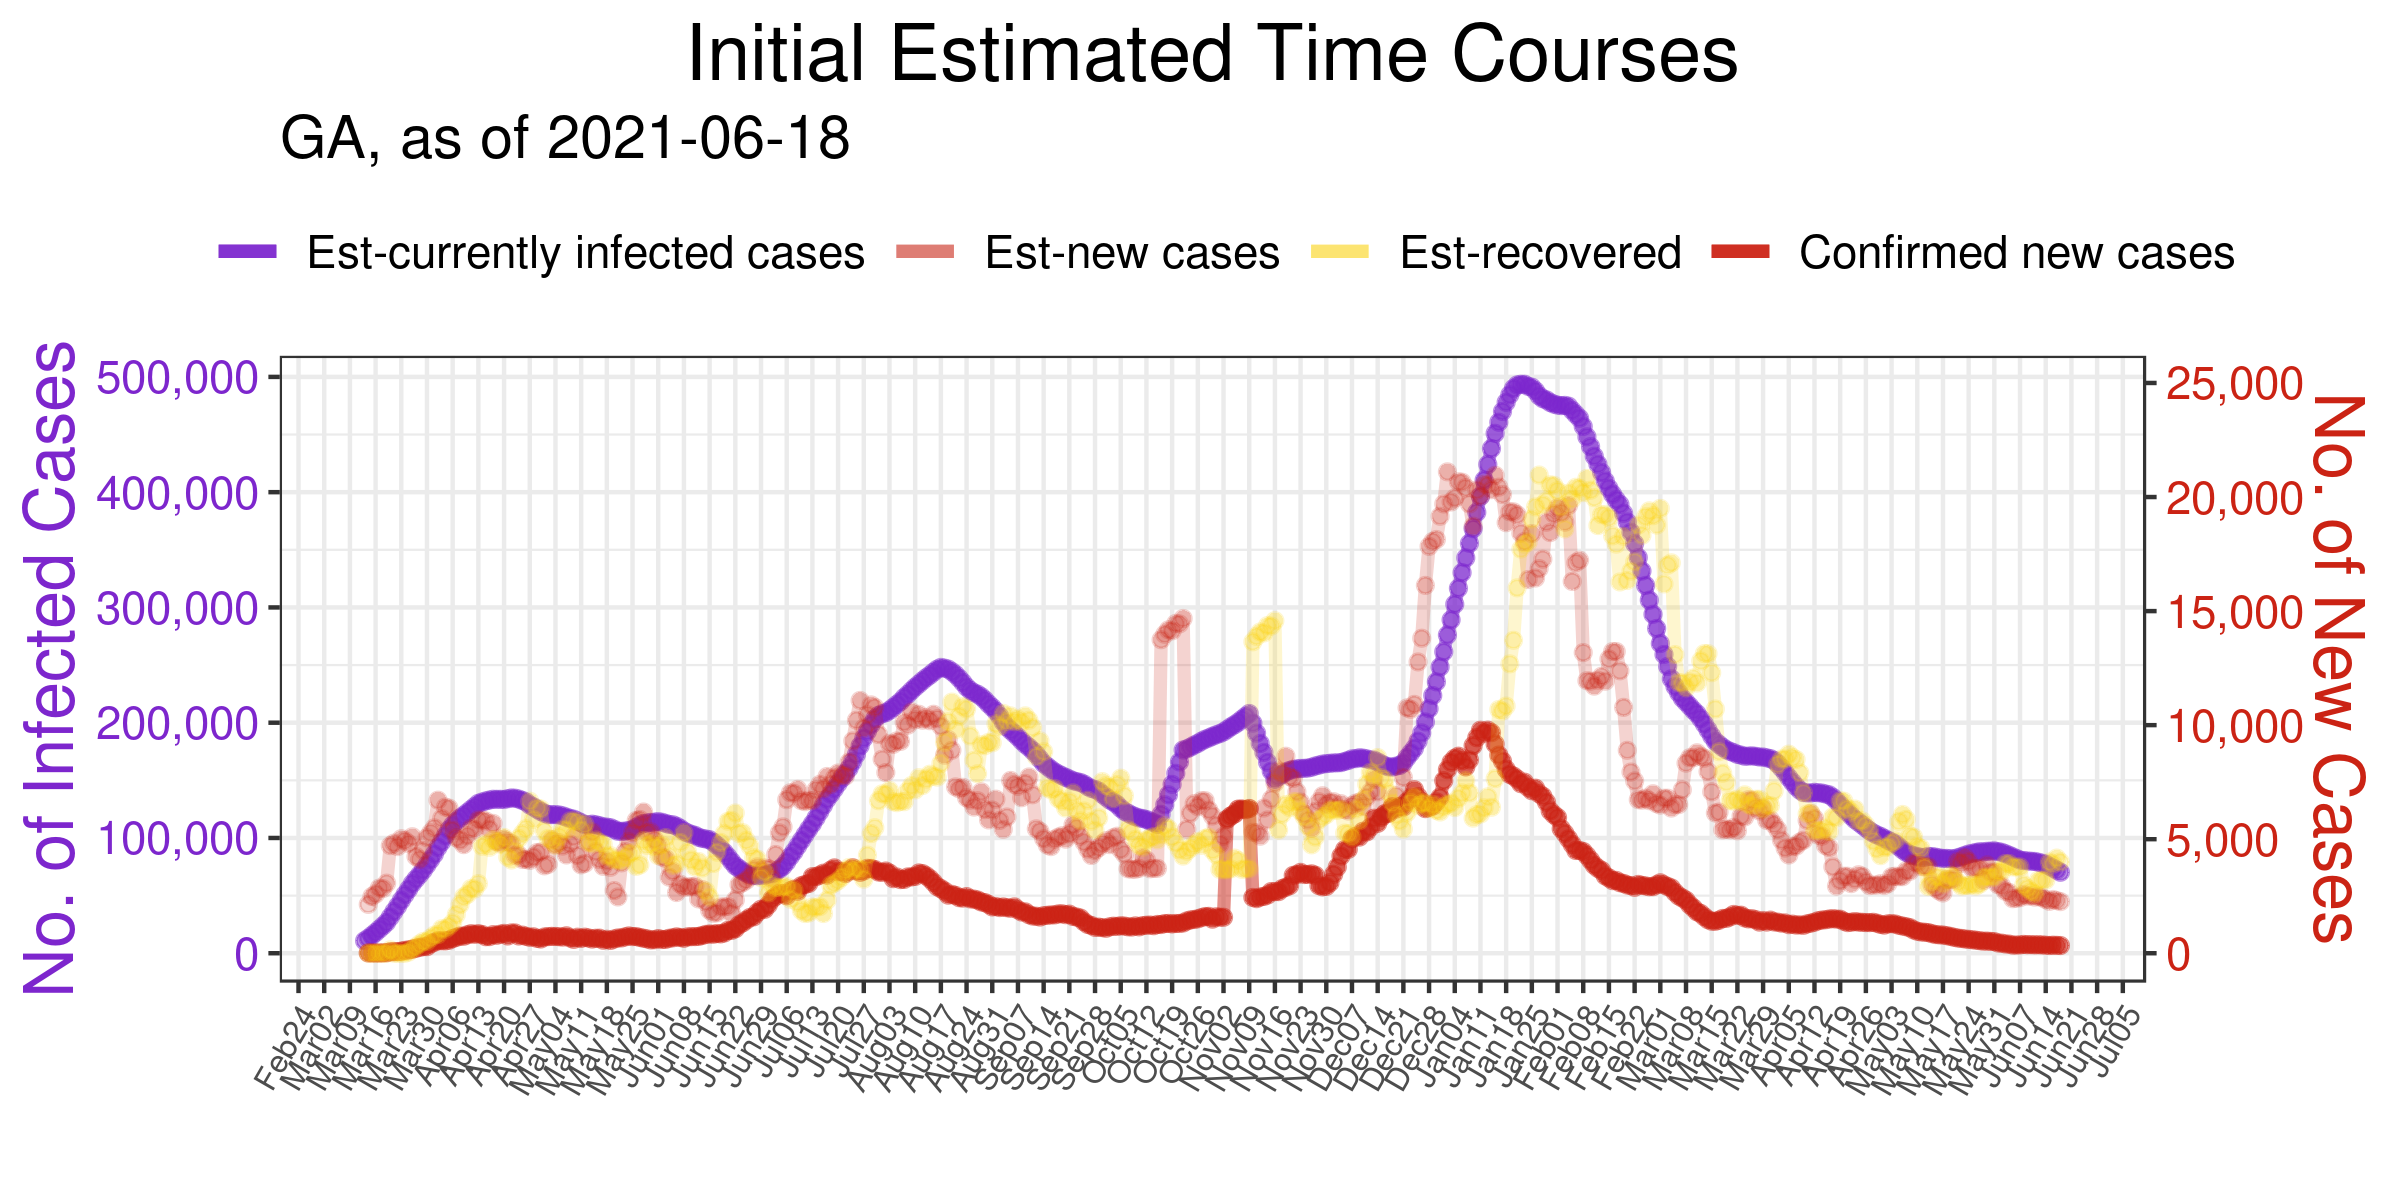 Initial Estimated Time Courses
GA, as of 2021-06-18
Est-currently infected cases Est-new cases Est-recovered Confirmed new cases
No. of Infected Cases
500,000
400,000
300,000
200,000
100,000
0
25,000
20,000
15,000
10,000
5,000
0
No. of New Cases
Feb24 Mar02 Mar09 Mar16 Mar23 Mar30 Apr06 Apr13 Apr20 Apr27 May04 May11 May18 May25 Jun01 Jun08 Jun15 Jun22 Jun29 Jul06 Jul13 Jul20 Jul27 Aug03 Aug10 Aug17 Aug24 Aug31 Sep07 Sep14 Sep21 Sep28 Oct05 Oct12 Oct19 Oct26 Nov02 Nov09 Nov16 Nov23 Nov30 Dec07 Dec14 Dec21 Dec28 Jan04 Jan11 Jan18 Jan25 Feb01 Feb08 Feb15 Feb22 Mar01 Mar08 Mar15 Mar22 Mar29 Apr05 Apr12 Apr19 Apr26 May03 May10 May17 May24 May31 Jun07 Jun14 Jun21 Jun28 Jul05